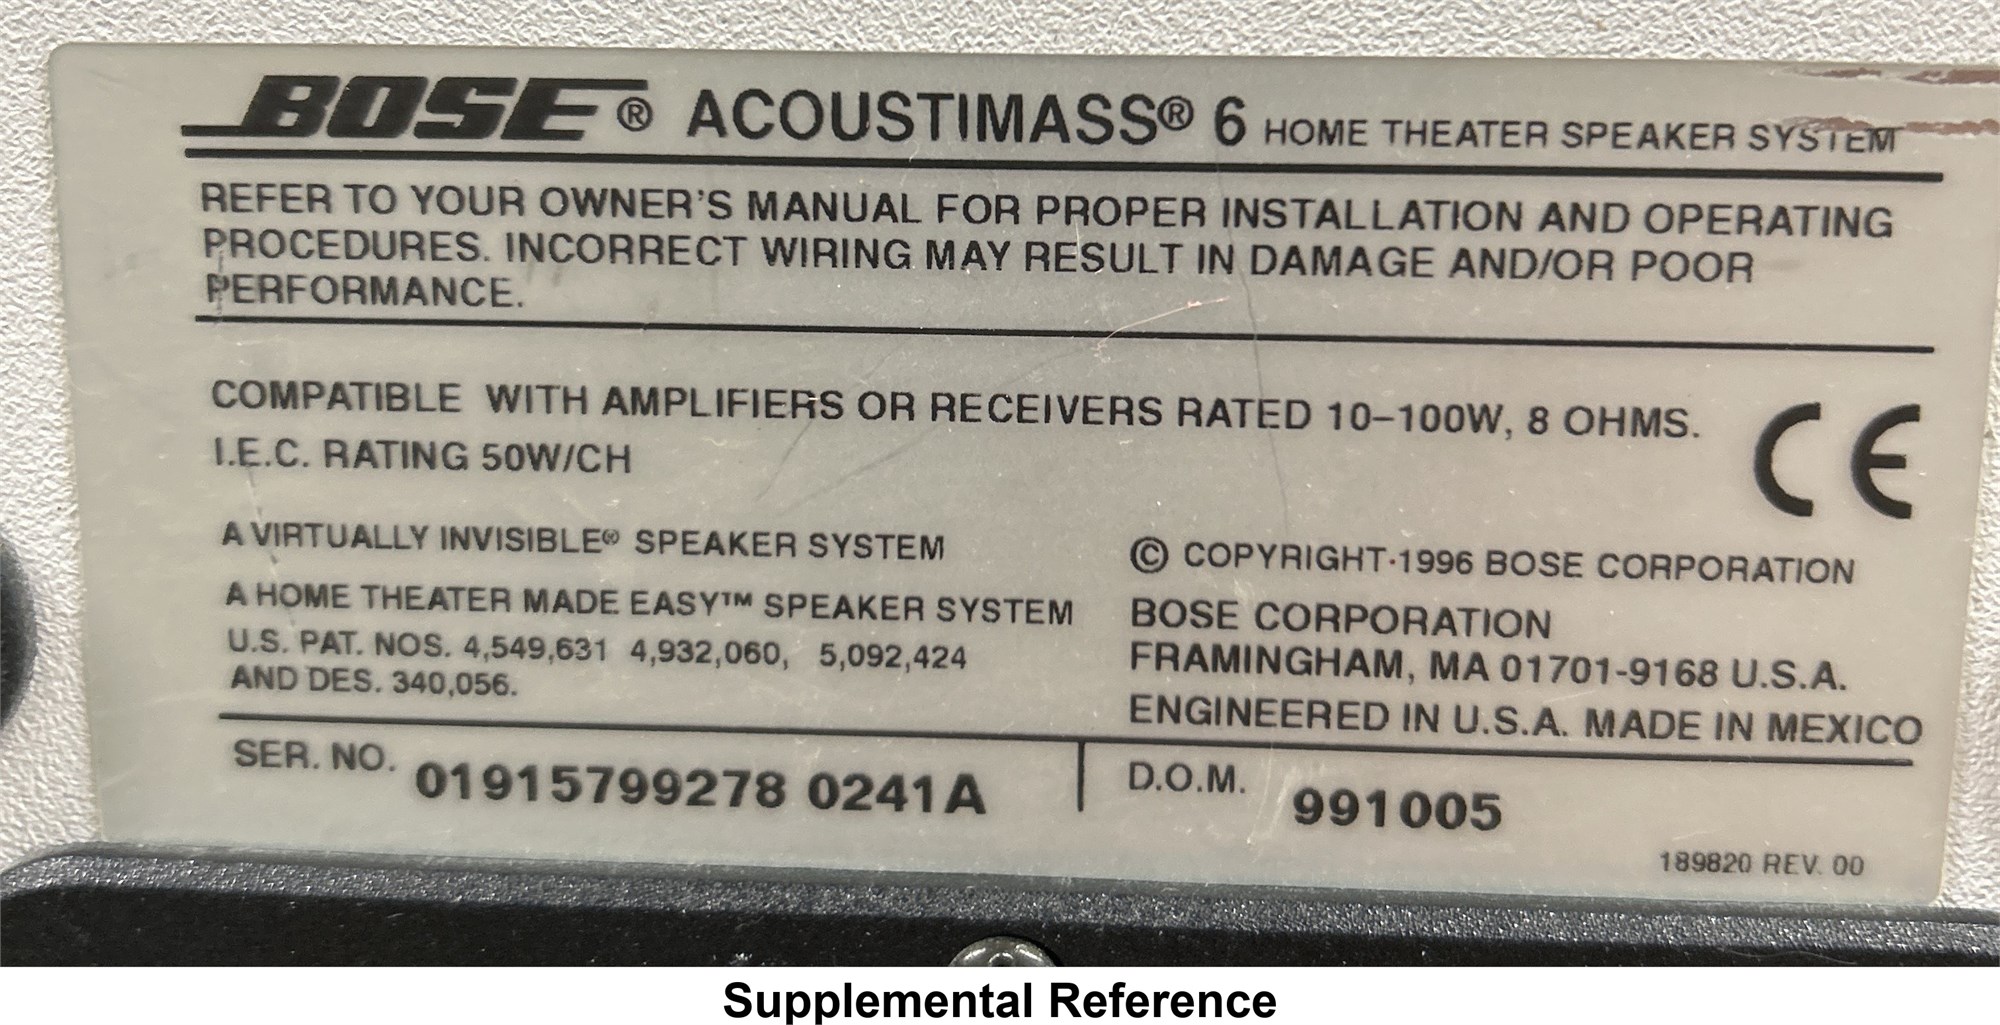 BOSE® ACOUSTIMASS® 6 HOME THEATER SPEAKER SYSTEM
REFER TO YOUR OWNER'S MANUAL FOR PROPER INSTALLATION AND OPERATING
PROCEDURES. INCORRECT WIRING MAY RESULT IN DAMAGE AND/OR POOR
PERFORMANCE.
COMPATIBLE WITH AMPLIFIERS OR RECEIVERS RATED 10–100W, 8 OHMS.
I.E.C. RATING 50W/CH
CE
A VIRTUALLY INVISIBLE® SPEAKER SYSTEM
A HOME THEATER MADE EASY™ SPEAKER SYSTEM
U.S. PAT. NOS. 4,549,631 4,932,060, 5,092,424
AND DES. 340,056.
© COPYRIGHT·1996 BOSE CORPORATION
BOSE CORPORATION
FRAMINGHAM, MA 01701-9168 U.S.A.
ENGINEERED IN U.S.A. MADE IN MEXICO
SER. NO. 01915799278 0241A
D.O.M. 991005
189820 REV. 00
Supplemental Reference